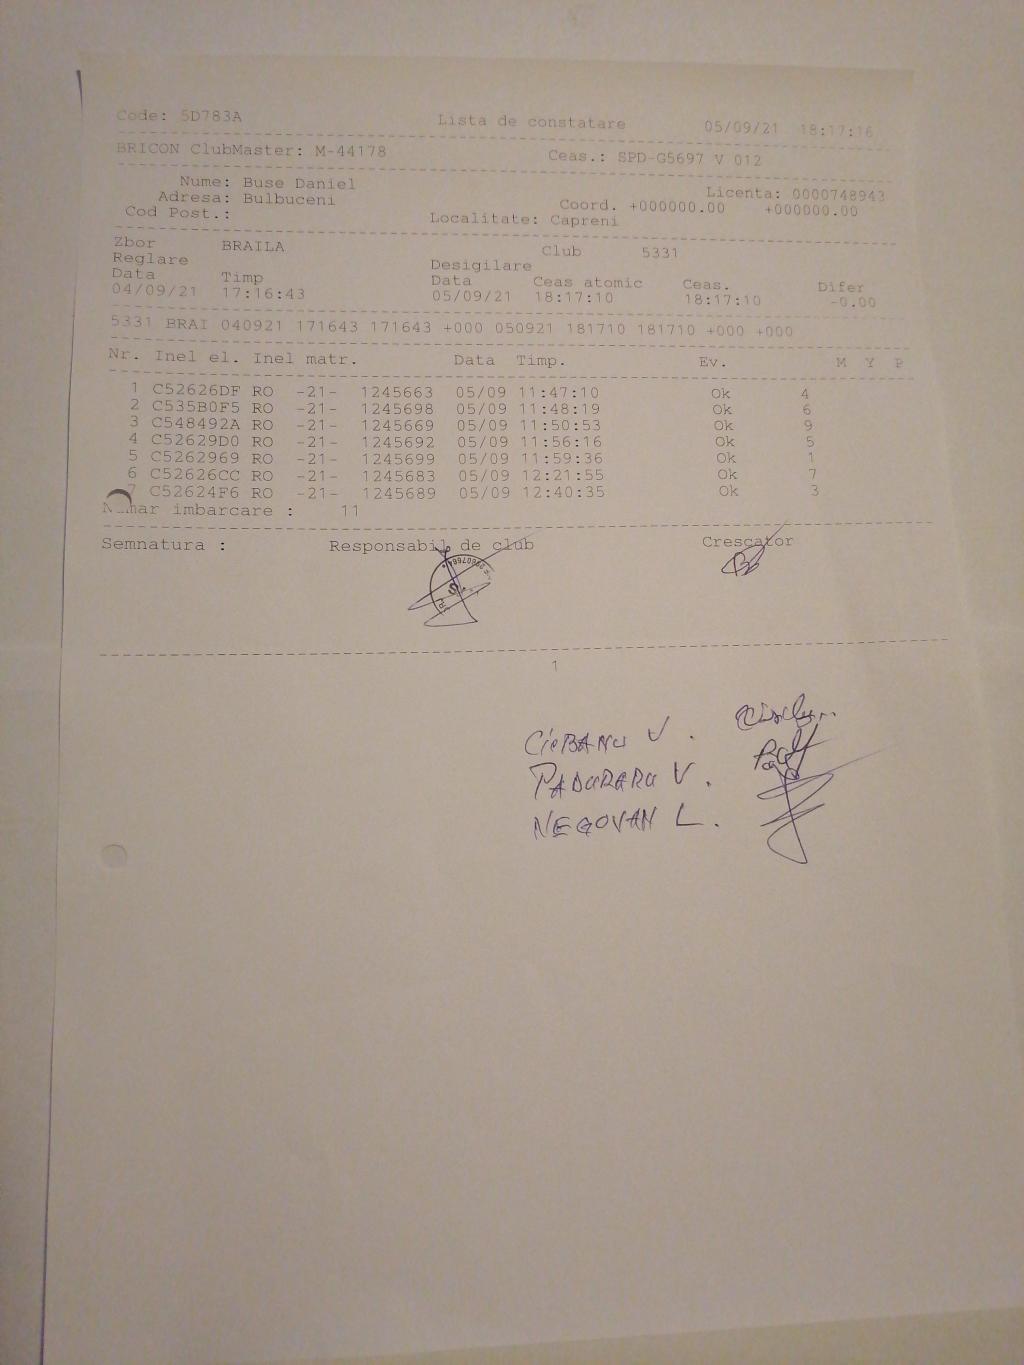 Code: 5D783A Lista de constatare 05/09/21 18:17:16
BRICON ClubMaster: M-44178 Ceas.: SPD-G5697 V 012
Nume: Buse Daniel Licenta: 0000748943
Adresa: Bulbuceni Coord. +000000.00 +000000.00
Cod Post.: Localitate: Capreni
Zbor BRAILA Club 5331
Reglare Desigilare
Data Timp Data Ceas atomic Ceas. Difer
04/09/21 17:16:43 05/09/21 18:17:10 18:17:10 -0.00
5331 BRAI 040921 171643 171643 +000 050921 181710 181710 +000 +000
Nr. Inel el. Inel matr. Data Timp. Ev. M Y P
1 C52626DF RO -21- 1245663 05/09 11:47:10 Ok 4
2 C535B0F5 RO -21- 1245698 05/09 11:48:19 Ok 6
3 C548492A RO -21- 1245669 05/09 11:50:53 Ok 9
4 C52629D0 RO -21- 1245692 05/09 11:56:16 Ok 5
5 C5262969 RO -21- 1245699 05/09 11:59:36 Ok 1
6 C52626CC RO -21- 1245683 05/09 12:21:55 Ok 7
7 C52624F6 RO -21- 1245689 05/09 12:40:35 Ok 3
Numar imbarcare : 11
Semnatura : Responsabil de club Crescator
1
CIOBANU V.
PADURARU V.
NEGOVAN L.